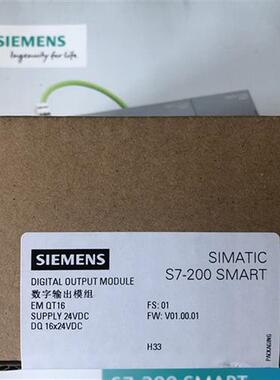 SIEMENS
Ingenuity for life
SIEMENS
SIMATIC
S7-200 SMART
DIGITAL OUTPUT MODULE
数字输出模组
EM QT16
FS: 01
SUPPLY 24VDC
FW: V01.00.01
DQ 16x24VDC
H33
PACKAGING
S7-200 SMART